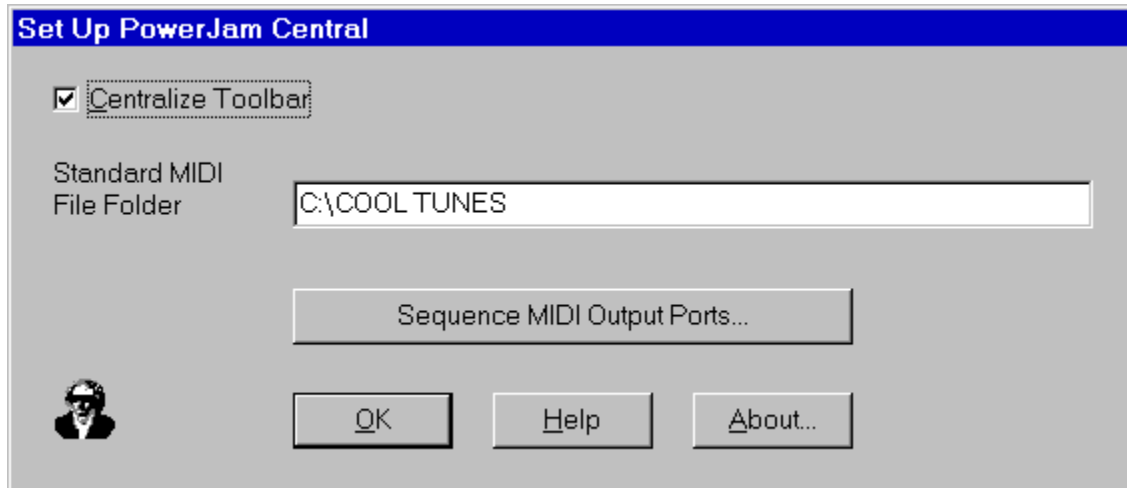 Set Up PowerJam Central
Centralize Toolbar
Standard MIDI
File Folder
C:\COOL TUNES
Sequence MIDI Output Ports...
OK
Help
About...